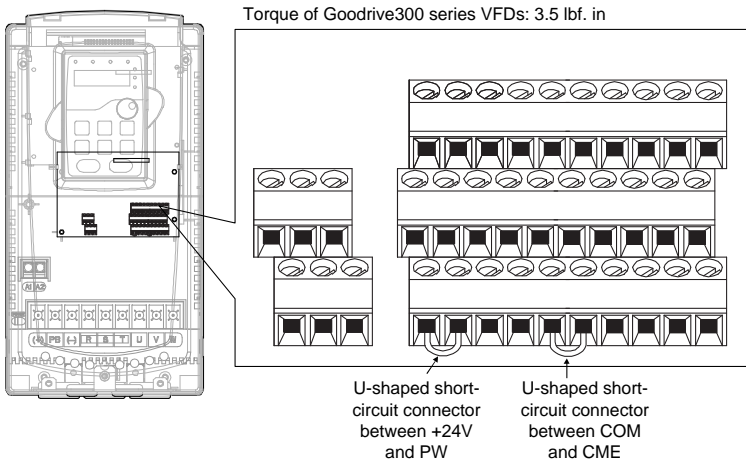 Torque of Goodrive300 series VFDs: 3.5 lbf. in
A1 A2
(+) PB (-) R S T U V W
U-shaped short-
circuit connector
between +24V
and PW
U-shaped short-
circuit connector
between COM
and CME